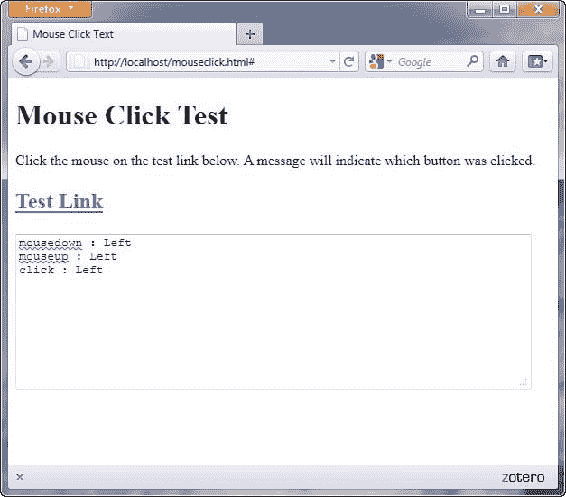 Firefox
Mouse Click Text
http://localhost/mouseclick.html#
Google
Mouse Click Test
Click the mouse on the test link below. A message will indicate which button was clicked.
Test Link
mousedown : Left
mouseup : Left
click : Left
zotero